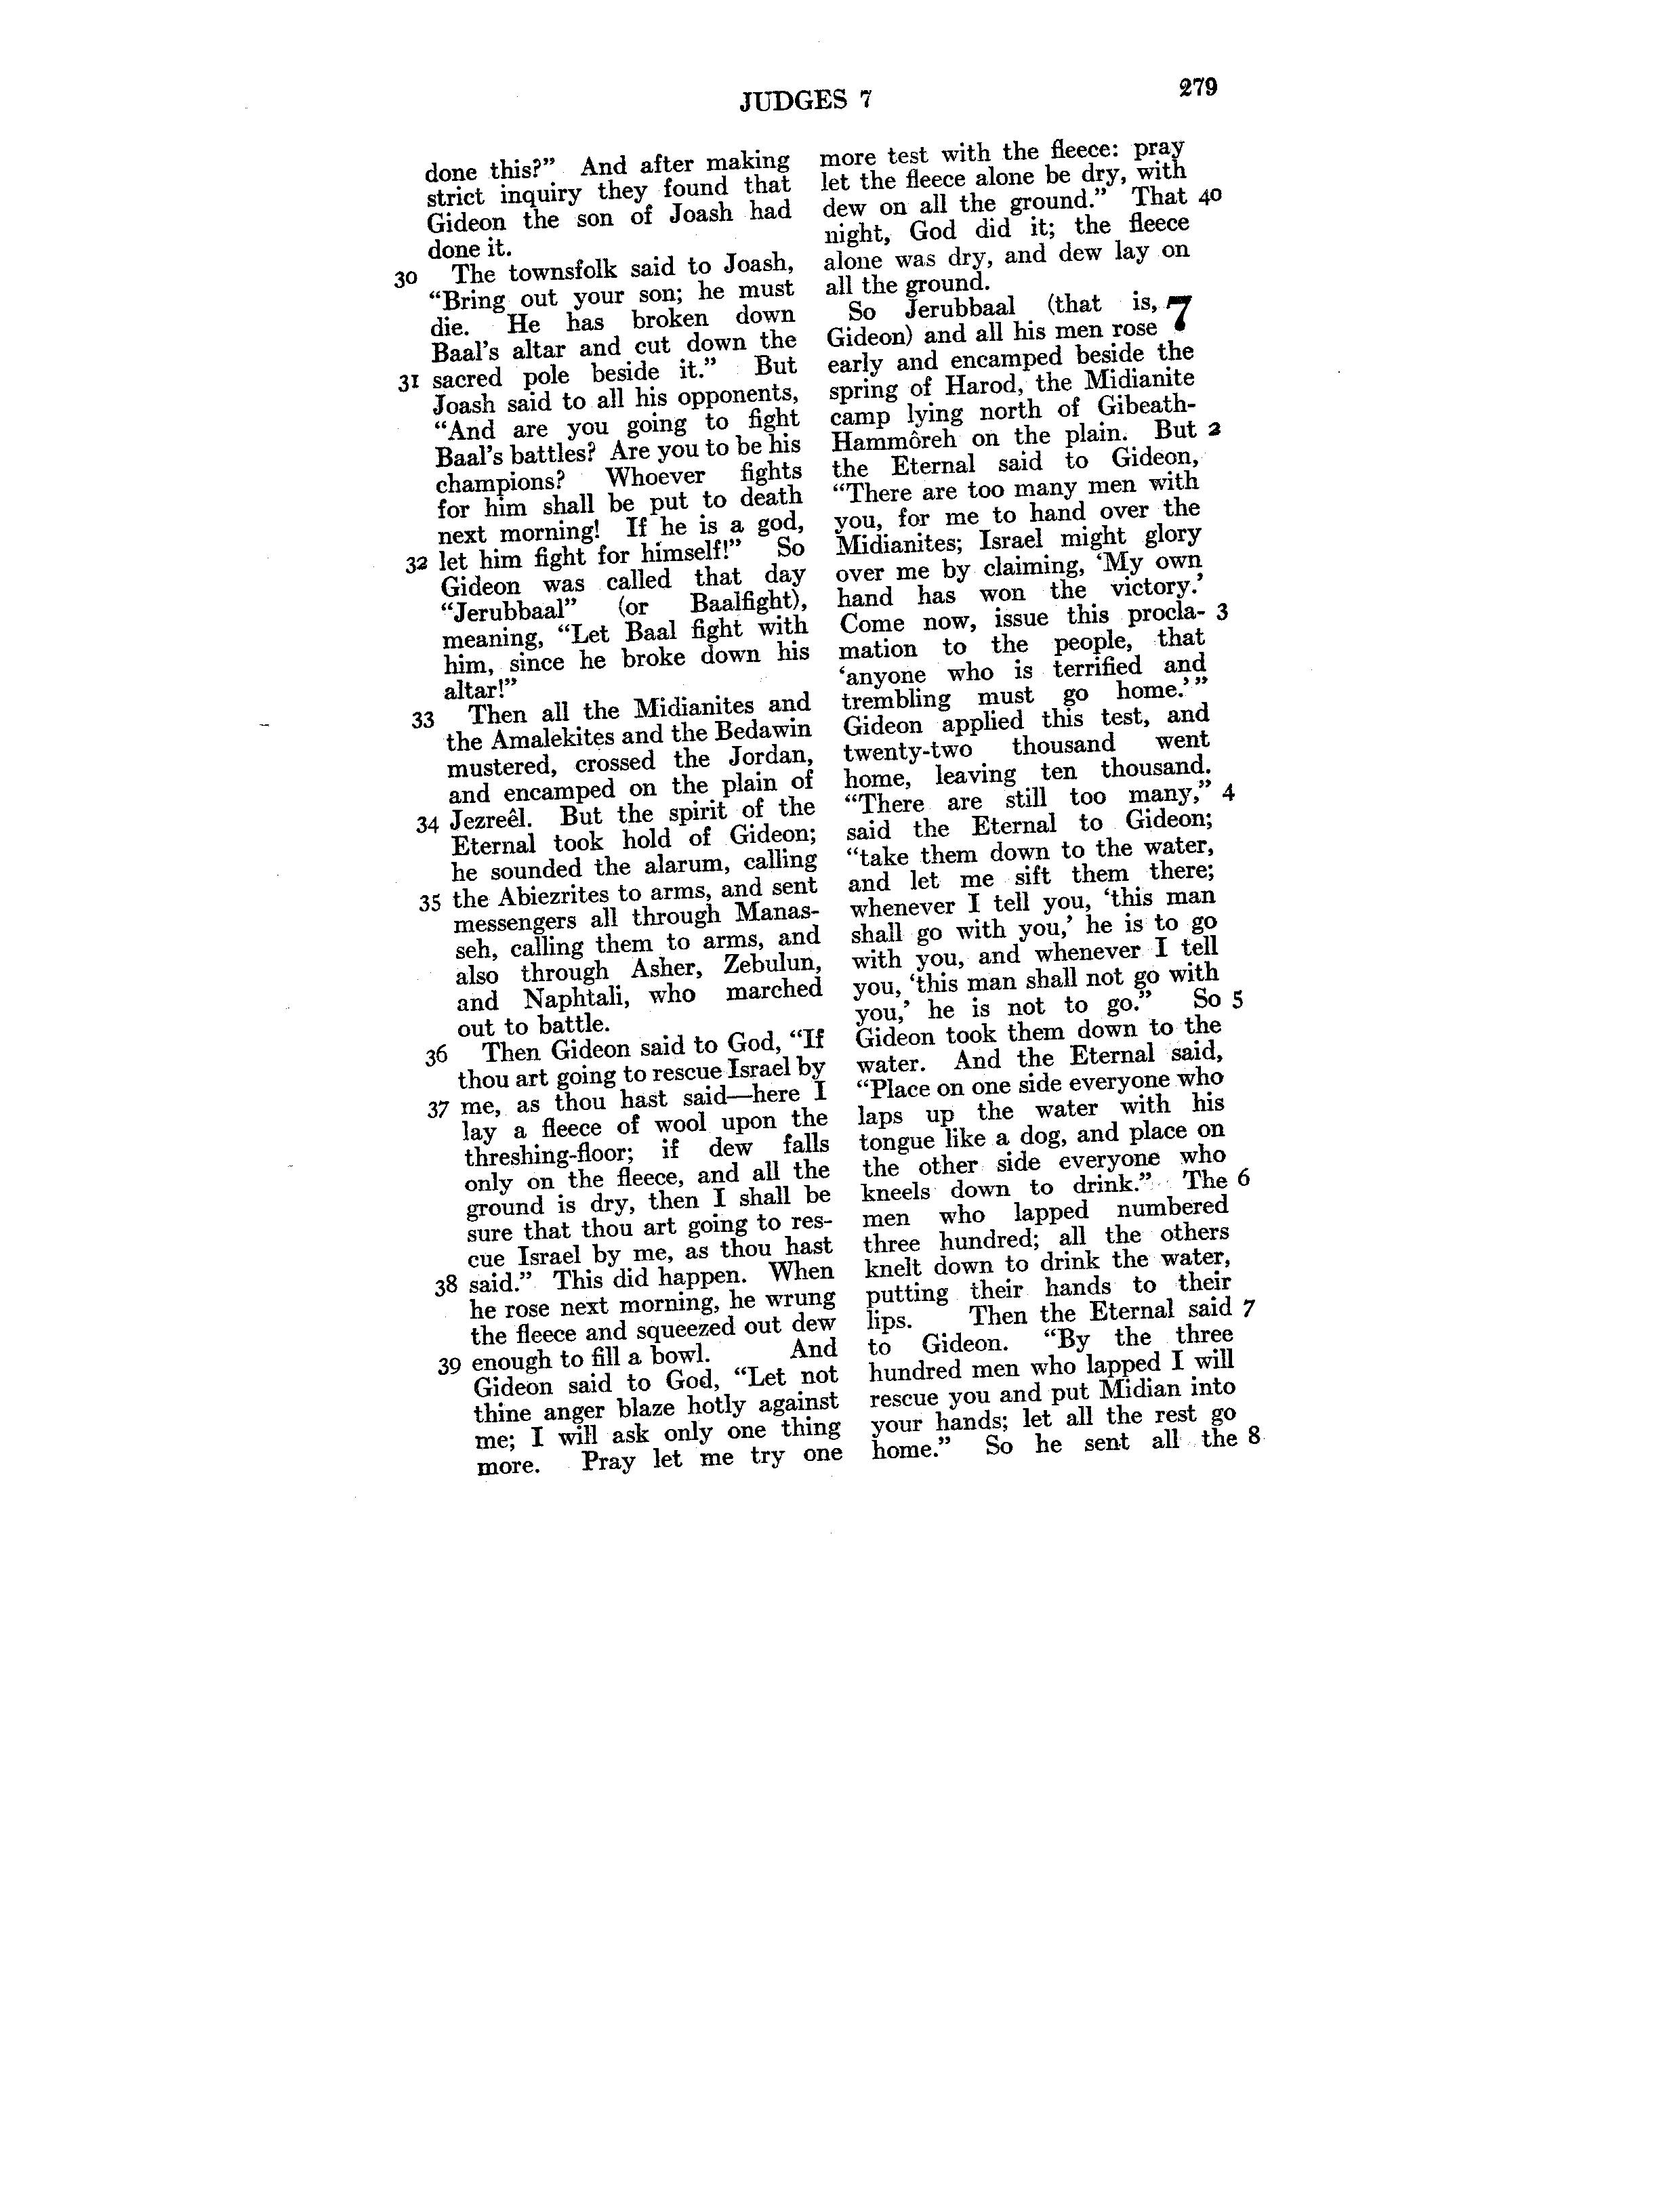 JUDGES 7
279
done this?” And after making
strict inquiry they found that
Gideon the son of Joash had
done it.
30 The townsfolk said to Joash,
“Bring out your son; he must
die. He has broken down
Baal’s altar and cut down the
31 sacred pole beside it.” But
Joash said to all his opponents,
“And are you going to fight
Baal’s battles? Are you to be his
champions? Whoever fights
for him shall be put to death
next morning! If he is a god,
32 let him fight for himself!” So
Gideon was called that day
“Jerubbaal” (or Baalfight),
meaning, “Let Baal fight with
him, since he broke down his
altar!”
33 Then all the Midianites and
the Amalekites and the Bedawin
mustered, crossed the Jordan,
and encamped on the plain of
34 Jezreêl. But the spirit of the
Eternal took hold of Gideon;
he sounded the alarum, calling
35 the Abiezrites to arms, and sent
messengers all through Manas-
seh, calling them to arms, and
also through Asher, Zebulun,
and Naphtali, who marched
out to battle.
36 Then Gideon said to God, “If
thou art going to rescue Israel by
37 me, as thou hast said—here I
lay a fleece of wool upon the
threshing-floor; if dew falls
only on the fleece, and all the
ground is dry, then I shall be
sure that thou art going to res-
cue Israel by me, as thou hast
38 said.” This did happen. When
he rose next morning, he wrung
the fleece and squeezed out dew
39 enough to fill a bowl. And
Gideon said to God, “Let not
thine anger blaze hotly against
me; I will ask only one thing
more. Pray let me try one
more test with the fleece: pray
let the fleece alone be dry, with
dew on all the ground.” That 40
night, God did it; the fleece
alone was dry, and dew lay on
all the ground.
So Jerubbaal (that is, 7
Gideon) and all his men rose
early and encamped beside the
spring of Harod, the Midianite
camp lying north of Gibeath-
Hammôreh on the plain. But 2
the Eternal said to Gideon,
“There are too many men with
you, for me to hand over the
Midianites; Israel might glory
over me by claiming, ‘My own
hand has won the victory.’
Come now, issue this procla- 3
mation to the people, that
‘anyone who is terrified and
trembling must go home.’”
Gideon applied this test, and
twenty-two thousand went
home, leaving ten thousand.
“There are still too many,” 4
said the Eternal to Gideon;
“take them down to the water,
and let me sift them there;
whenever I tell you, ‘this man
shall go with you,’ he is to go
with you, and whenever I tell
you, ‘this man shall not go with
you,’ he is not to go.” So 5
Gideon took them down to the
water. And the Eternal said,
“Place on one side everyone who
laps up the water with his
tongue like a dog, and place on
the other side everyone who
kneels down to drink.” The 6
men who lapped numbered
three hundred; all the others
knelt down to drink the water,
putting their hands to their
lips. Then the Eternal said 7
to Gideon. “By the three
hundred men who lapped I will
rescue you and put Midian into
your hands; let all the rest go
home.” So he sent all the 8